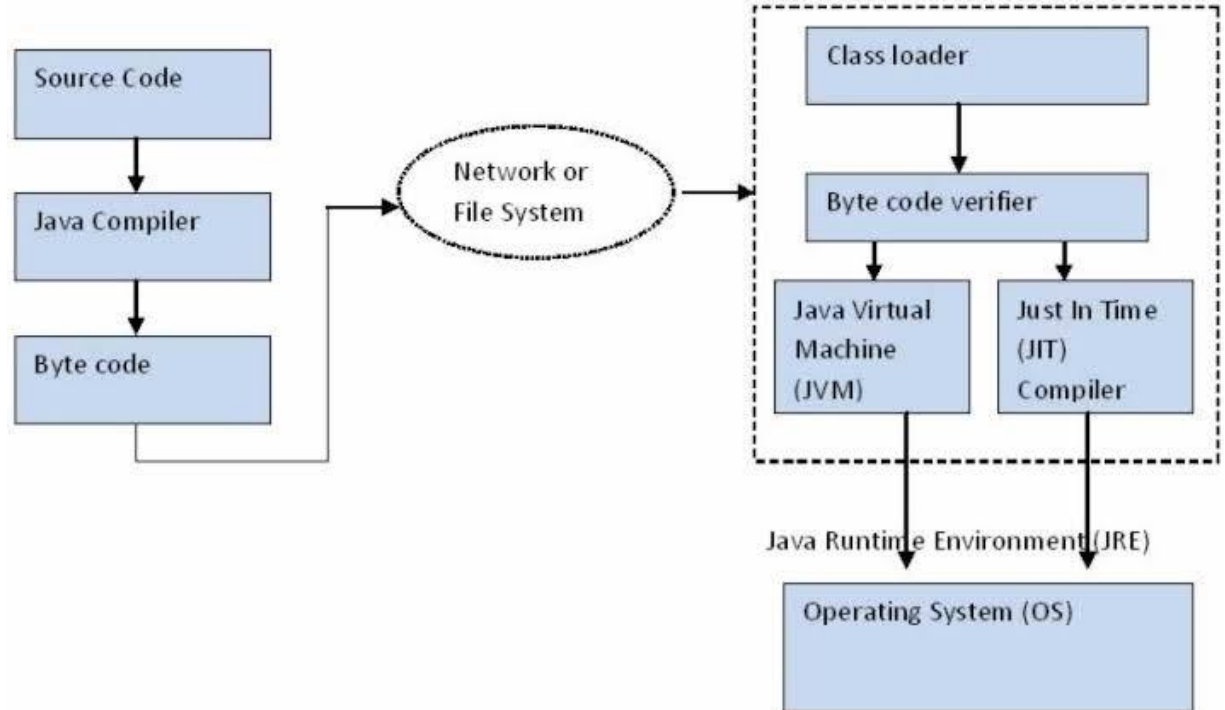 Source Code
Java Compiler
Byte code
Network or
File System
Class loader
Byte code verifier
Java Virtual
Machine
(JVM)
Just In Time
(JIT)
Compiler
Java Runtime Environment (JRE)
Operating System (OS)